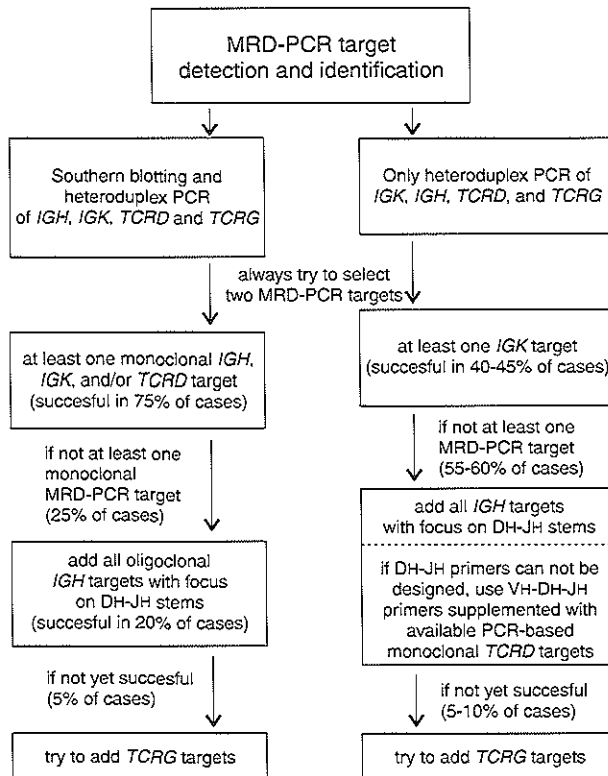 MRD-PCR target
detection and identification
Southern blotting and
heteroduplex PCR
of IGH, IGK, TCRD and TCRG
Only heteroduplex PCR of
IGK, IGH, TCRD, and TCRG
always try to select
two MRD-PCR targets
at least one monoclonal IGH,
IGK, and/or TCRD target
(succesful in 75% of cases)
at least one IGK target
(succesful in 40-45% of cases)
if not at least one
monoclonal
MRD-PCR target
(25% of cases)
if not at least one
MRD-PCR target
(55-60% of cases)
add all oligoclonal
IGH targets with focus
on DH-JH stems
(succesful in 20% of cases)
add all IGH targets
with focus on DH-JH stems
if DH-JH primers can not be
designed, use VH-DH-JH
primers supplemented with
available PCR-based
monoclonal TCRD targets
if not yet succesful
(5% of cases)
if not yet succesful
(5-10% of cases)
try to add TCRG targets
try to add TCRG targets